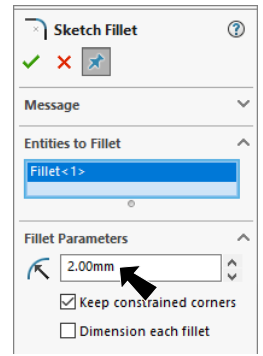 Sketch Fillet
Message
Entities to Fillet
Fillet<1>
Fillet Parameters
2.00mm
Keep constrained corners
Dimension each fillet